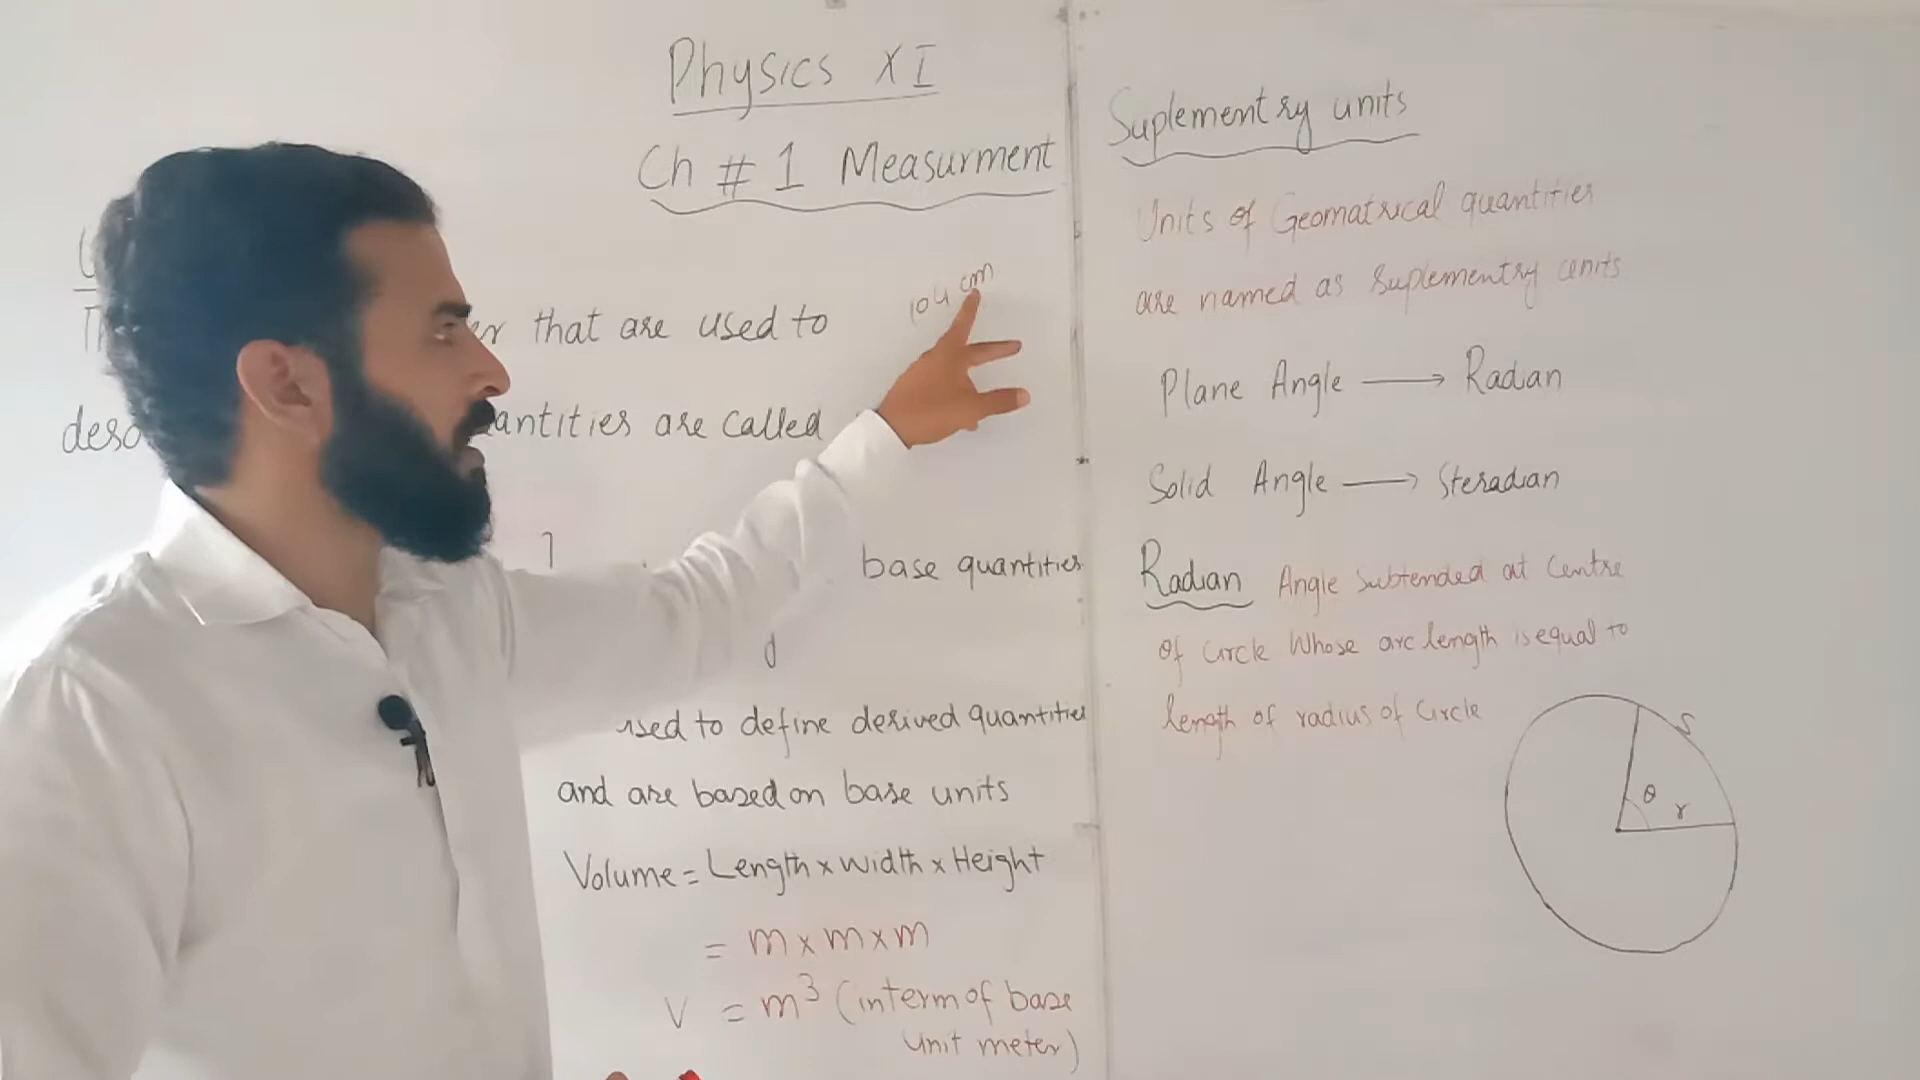 Physics XI
Ch # 1 Measurment
104 cm
that are used to
antities are called
base quantities
used to define derived quantities
and are based on base units
Volume = Length x width x Height
= m x m x m
V = m³ (interm of base
unit meter)
Suplementry units
Units of Geomatrical quantities
are named as Suplementry units
Plane Angle → Radian
Solid Angle → Steradian
Radian Angle Subtended at Centre
of circle Whose arc length is equal to
length of radius of Circle
S
θ
r